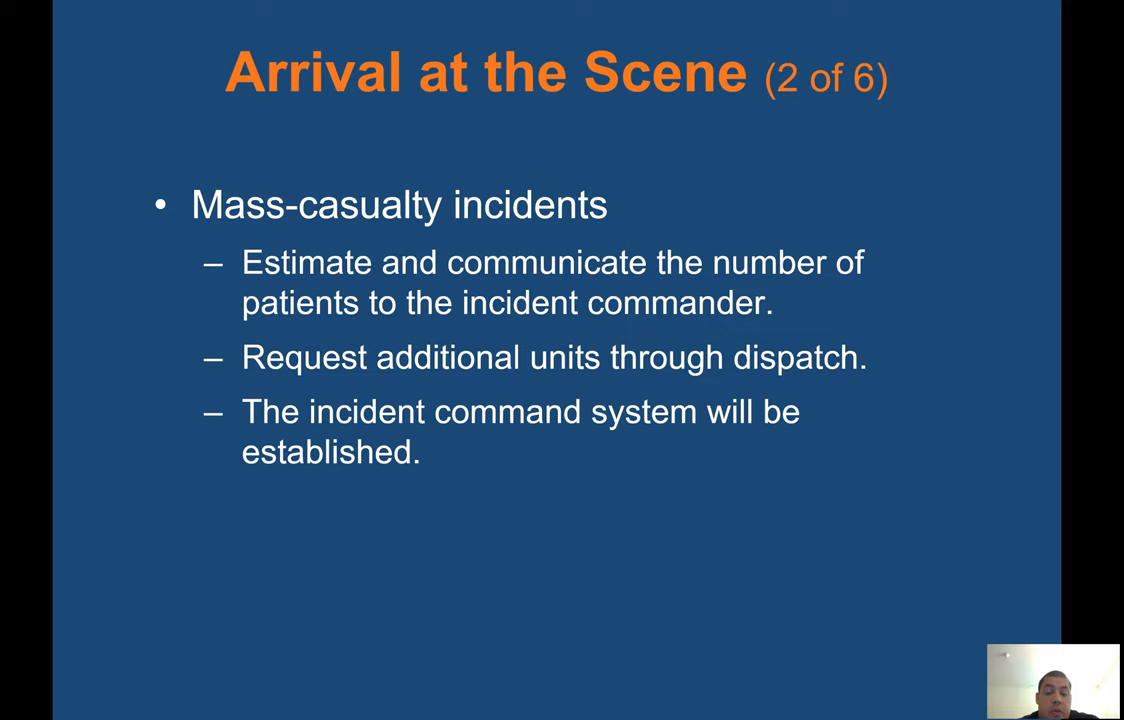 Arrival at the Scene (2 of 6)
• Mass-casualty incidents
– Estimate and communicate the number of
patients to the incident commander.
– Request additional units through dispatch.
– The incident command system will be
established.